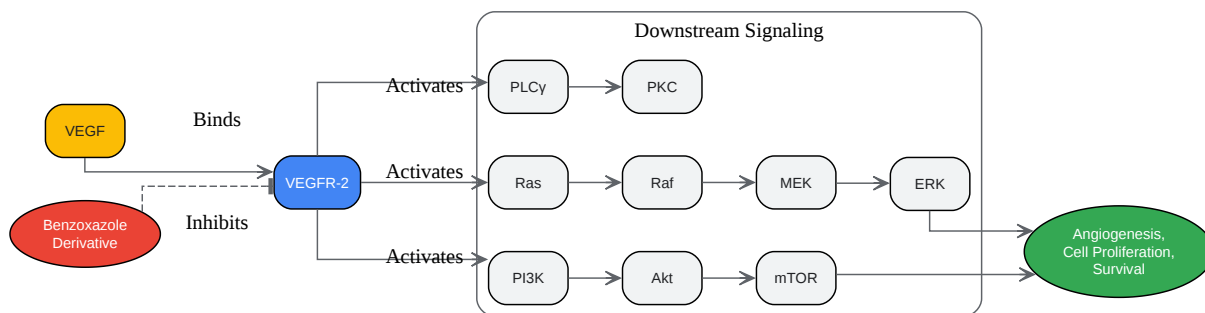 Downstream Signaling
VEGF
Binds
Benzoxazole
Derivative
Inhibits
VEGFR-2
Activates
PLCγ
PKC
Activates
Ras
Raf
MEK
ERK
Activates
PI3K
Akt
mTOR
Angiogenesis,
Cell Proliferation,
Survival